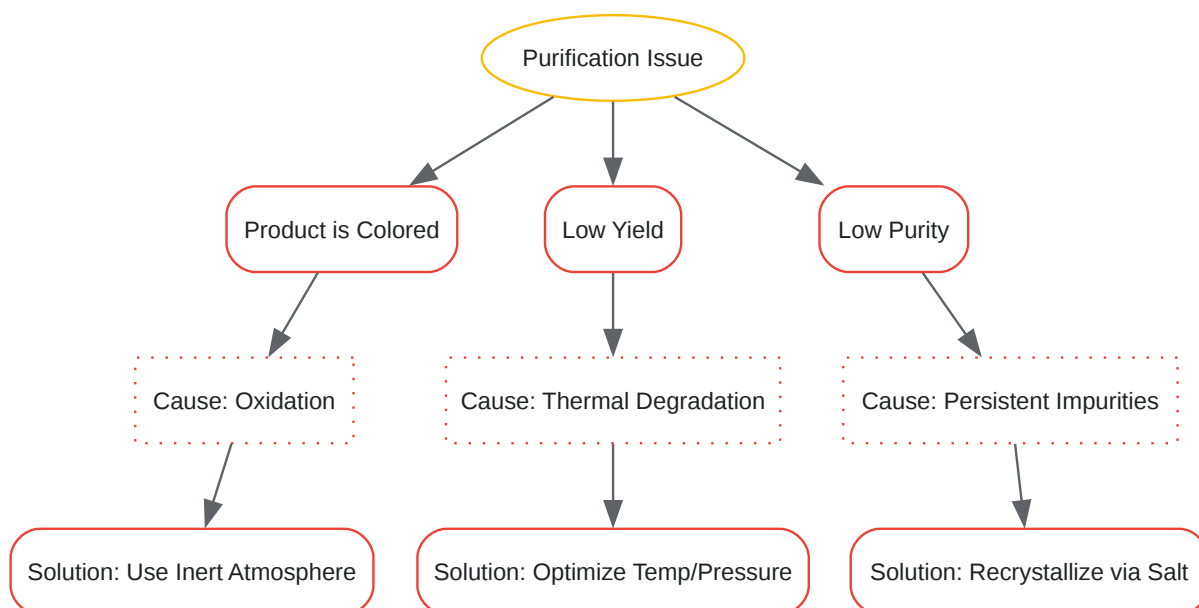 Purification Issue
Product is Colored
Low Yield
Low Purity
Cause: Oxidation
Cause: Thermal Degradation
Cause: Persistent Impurities
Solution: Use Inert Atmosphere
Solution: Optimize Temp/Pressure
Solution: Recrystallize via Salt